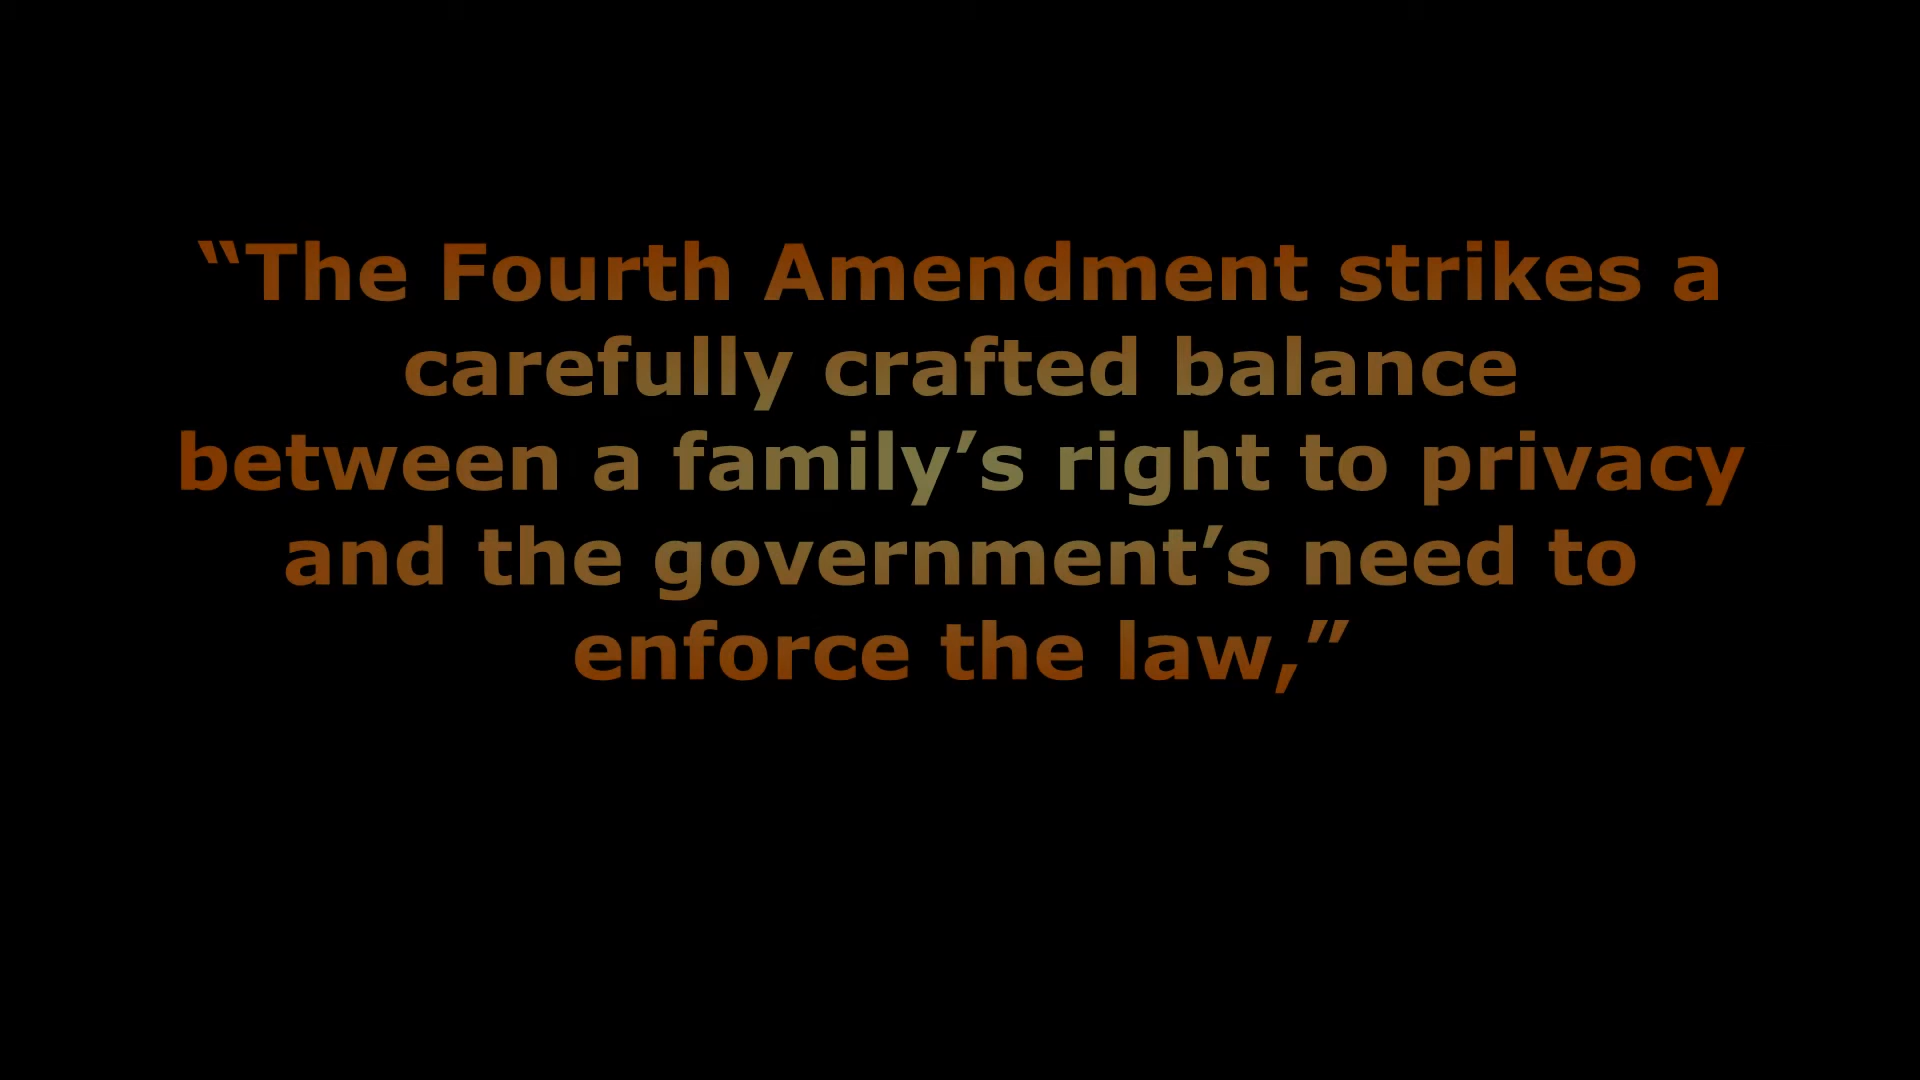 “The Fourth Amendment strikes a
carefully crafted balance
between a family’s right to privacy
and the government’s need to
enforce the law,”